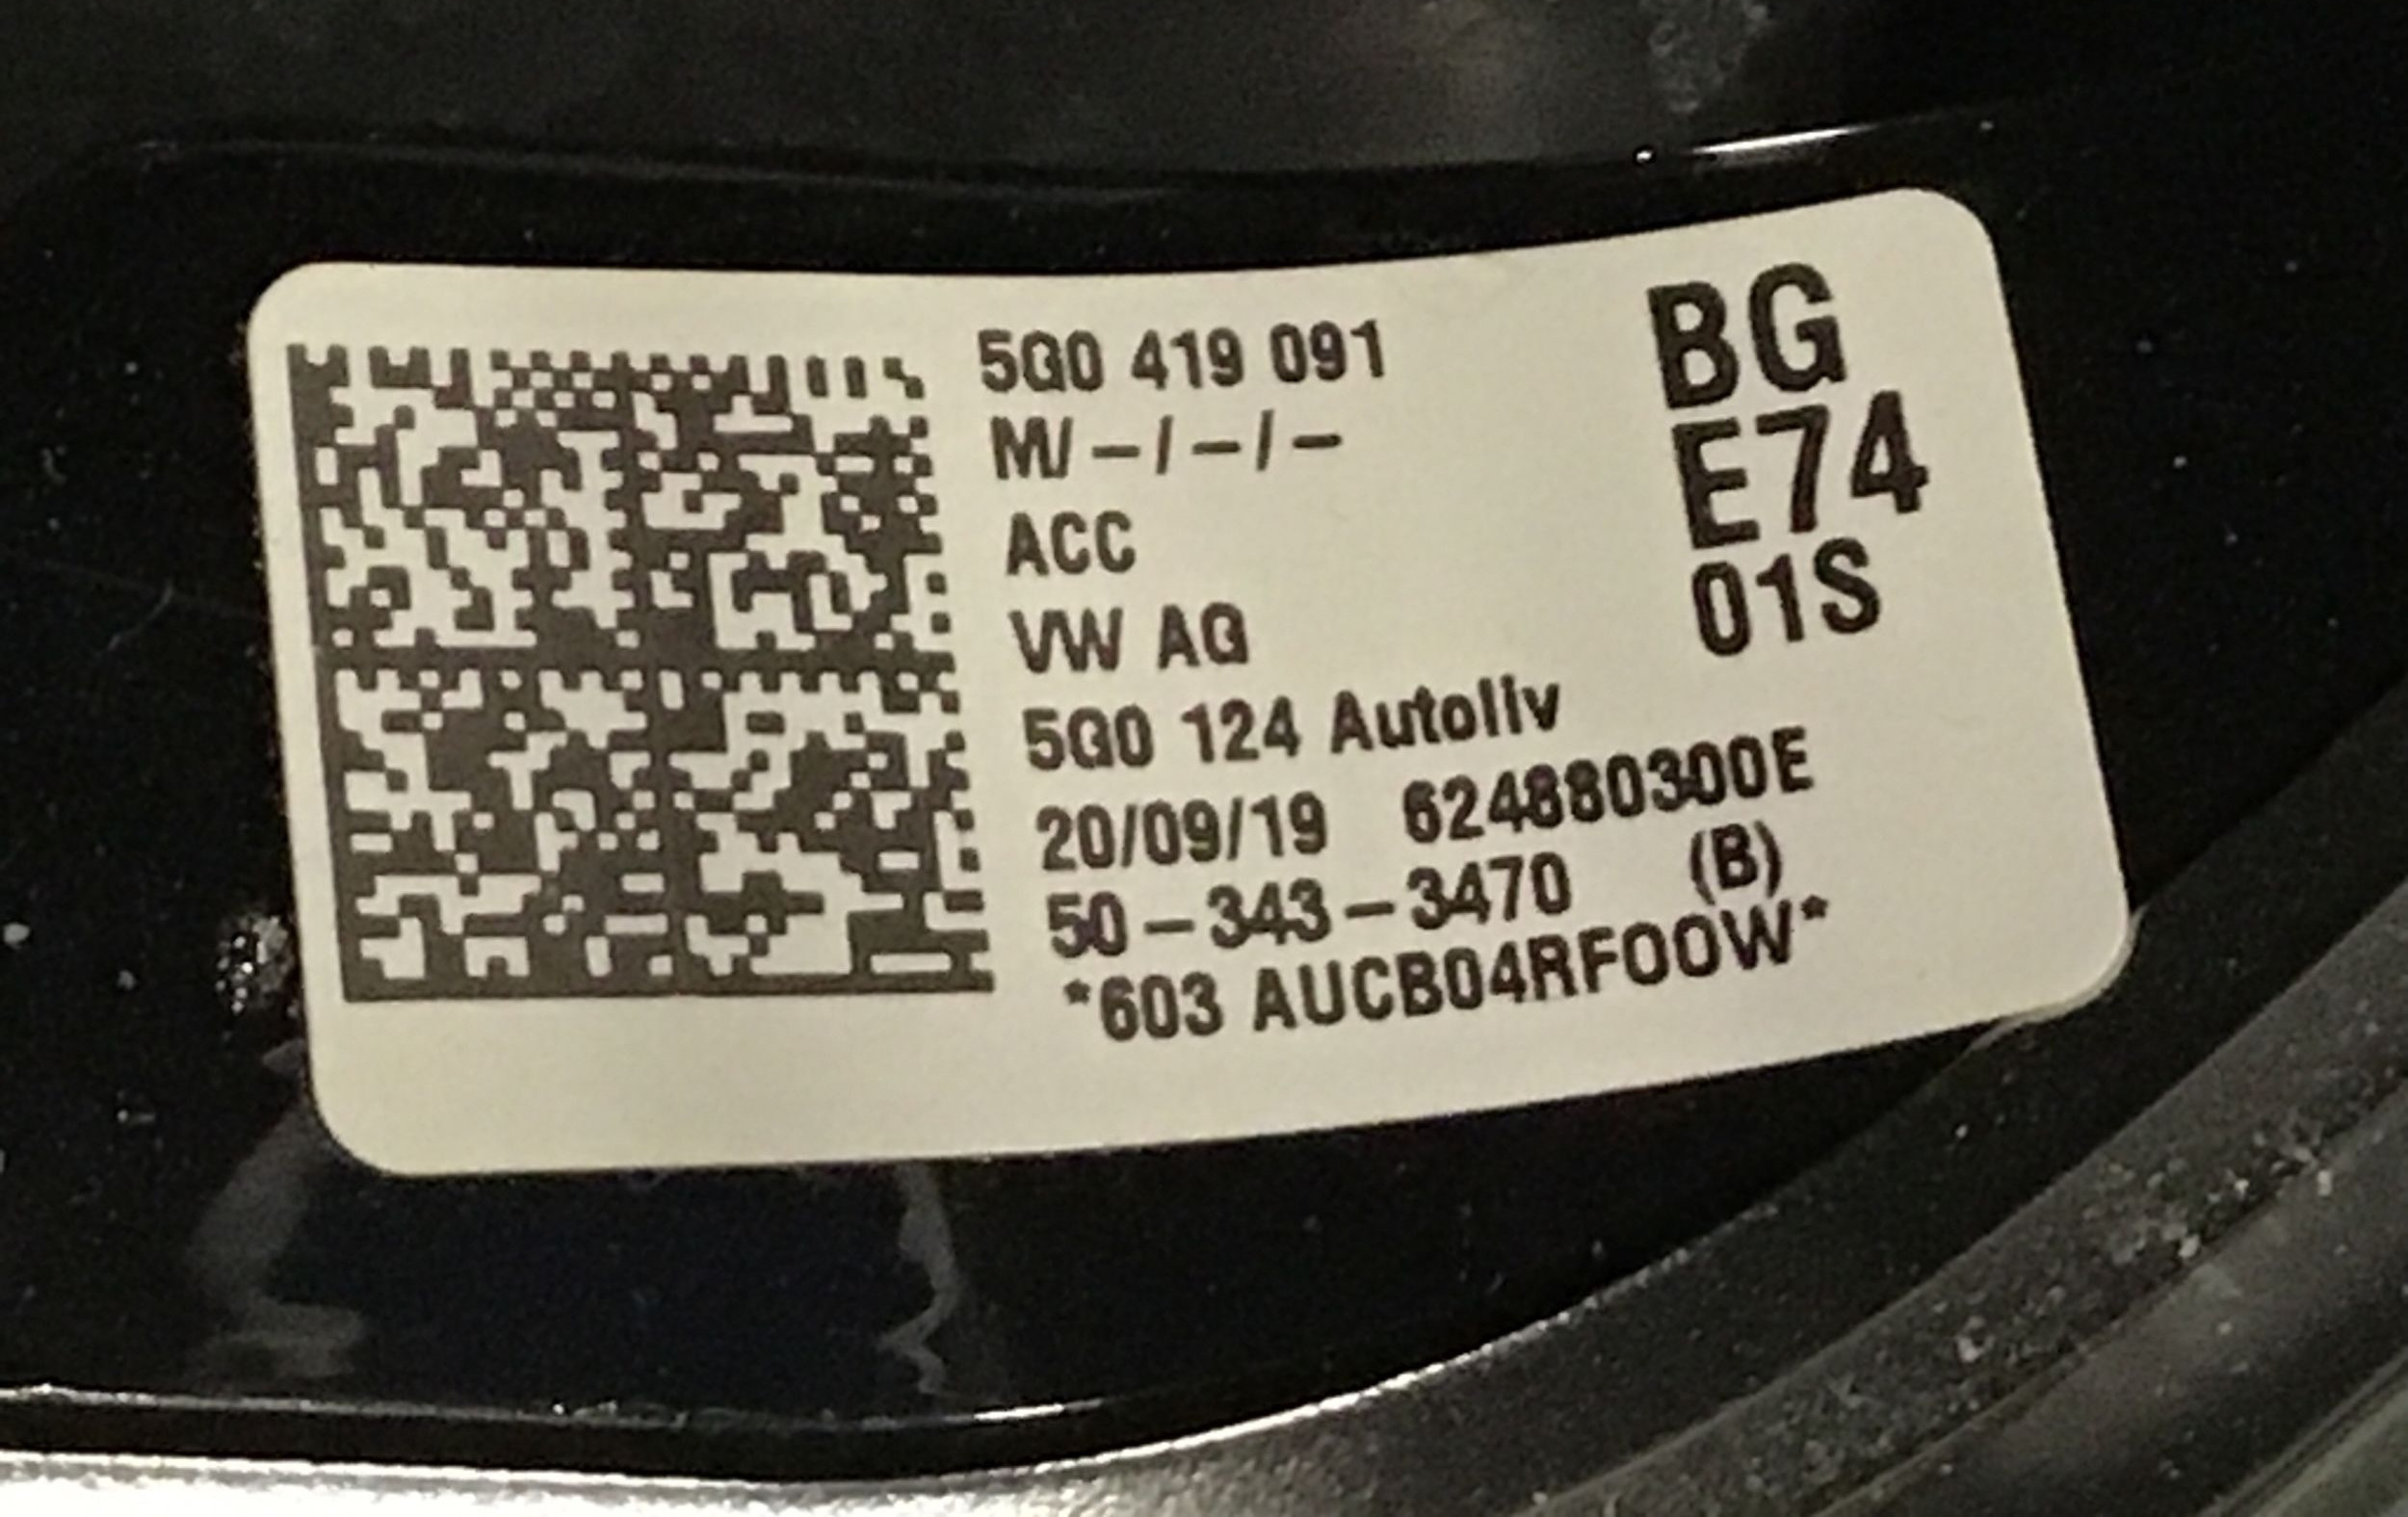 5G0 419 091
M/-/-/-
ACC
VW AG
5G0 124 Autoliv
20/09/19 624880300E
50-343-3470 (B)
*603 AUCB04RF00W*
BG
E74
01S